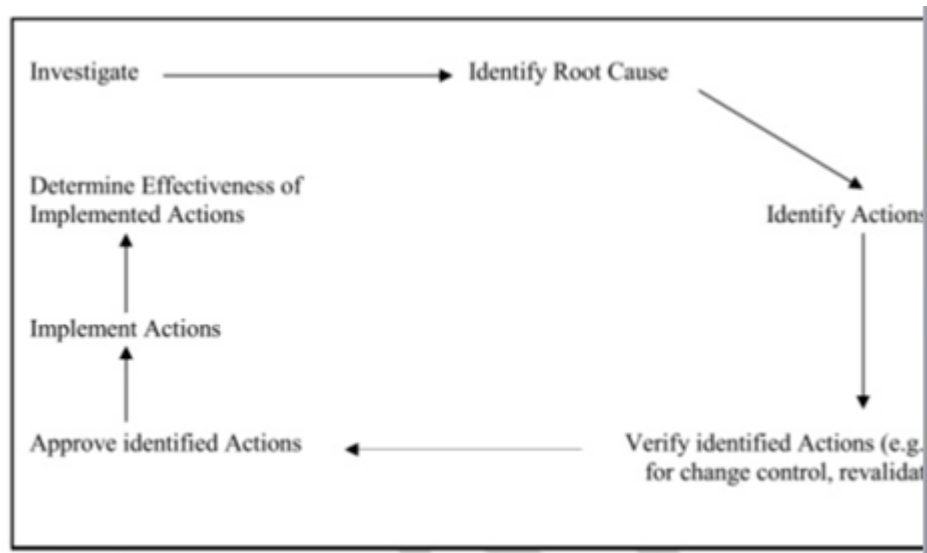 Investigate
Identify Root Cause
Determine Effectiveness of
Implemented Actions
Identify Actions
Implement Actions
Approve identified Actions
Verify identified Actions (e.g.
for change control, revalidat